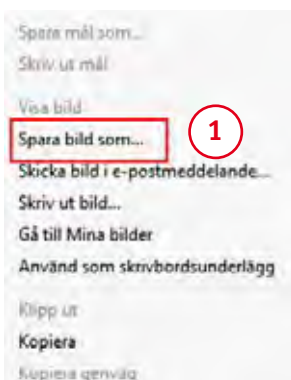 Spara mål som...
Skriv ut mål
Visa bild
Spara bild som...
1
Skicka bild i e-postmeddelande...
Skriv ut bild...
Gå till Mina bilder
Använd som skrivbordsunderlägg
Klipp ut
Kopiera
Kopiera genväg